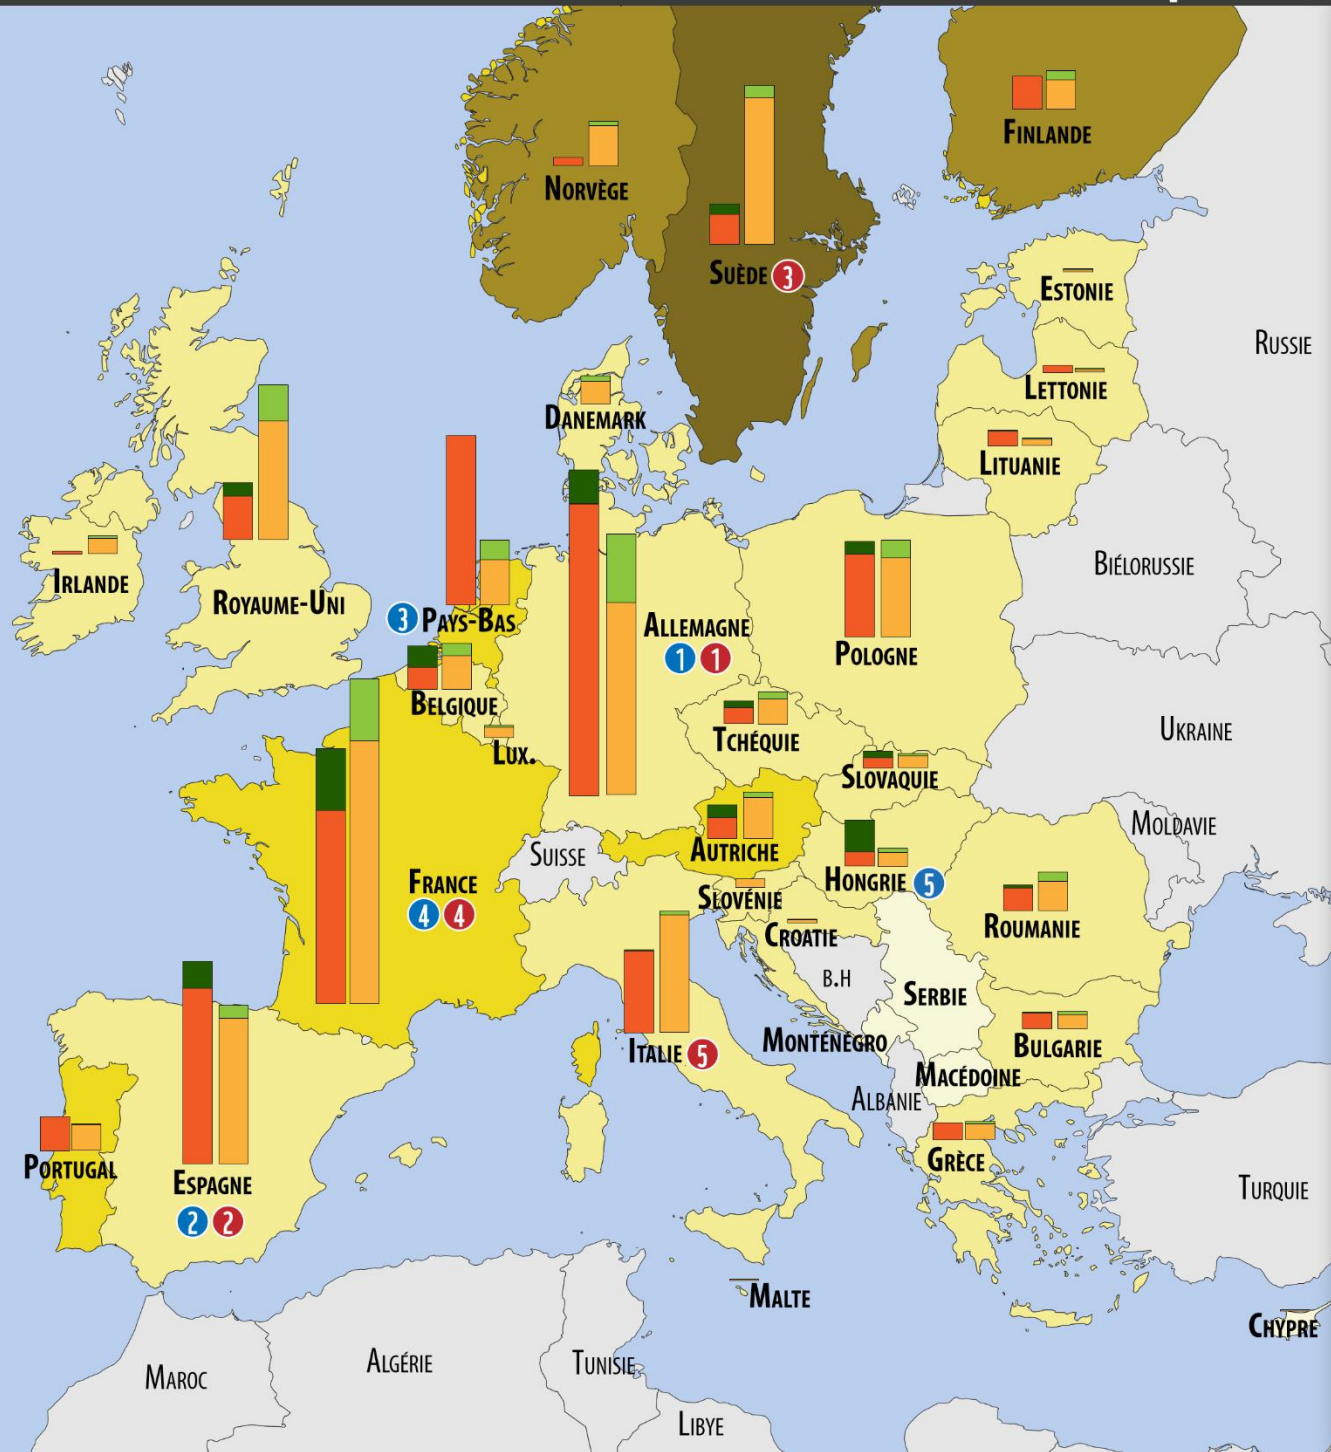 Finlande
Norvège
Suède 3
Estonie
Russie
Lettonie
Danemark
Lituanie
Biélorussie
Irlande
Royaume-Uni
3 Pays-Bas
Allemagne
1 1
Pologne
Belgique
Ukraine
Tchéquie
Lux.
Slovaquie
Moldavie
Autriche
Suisse
France
4 4
Hongrie 5
Slovénie
Roumanie
Croatie
B.H
Serbie
Italie 5
Monténégro
Bulgarie
Macédoine
Albanie
Portugal
Grèce
Espagne
2 2
Turquie
Malte
Chypre
Algérie
Tunisie
Maroc
Libye